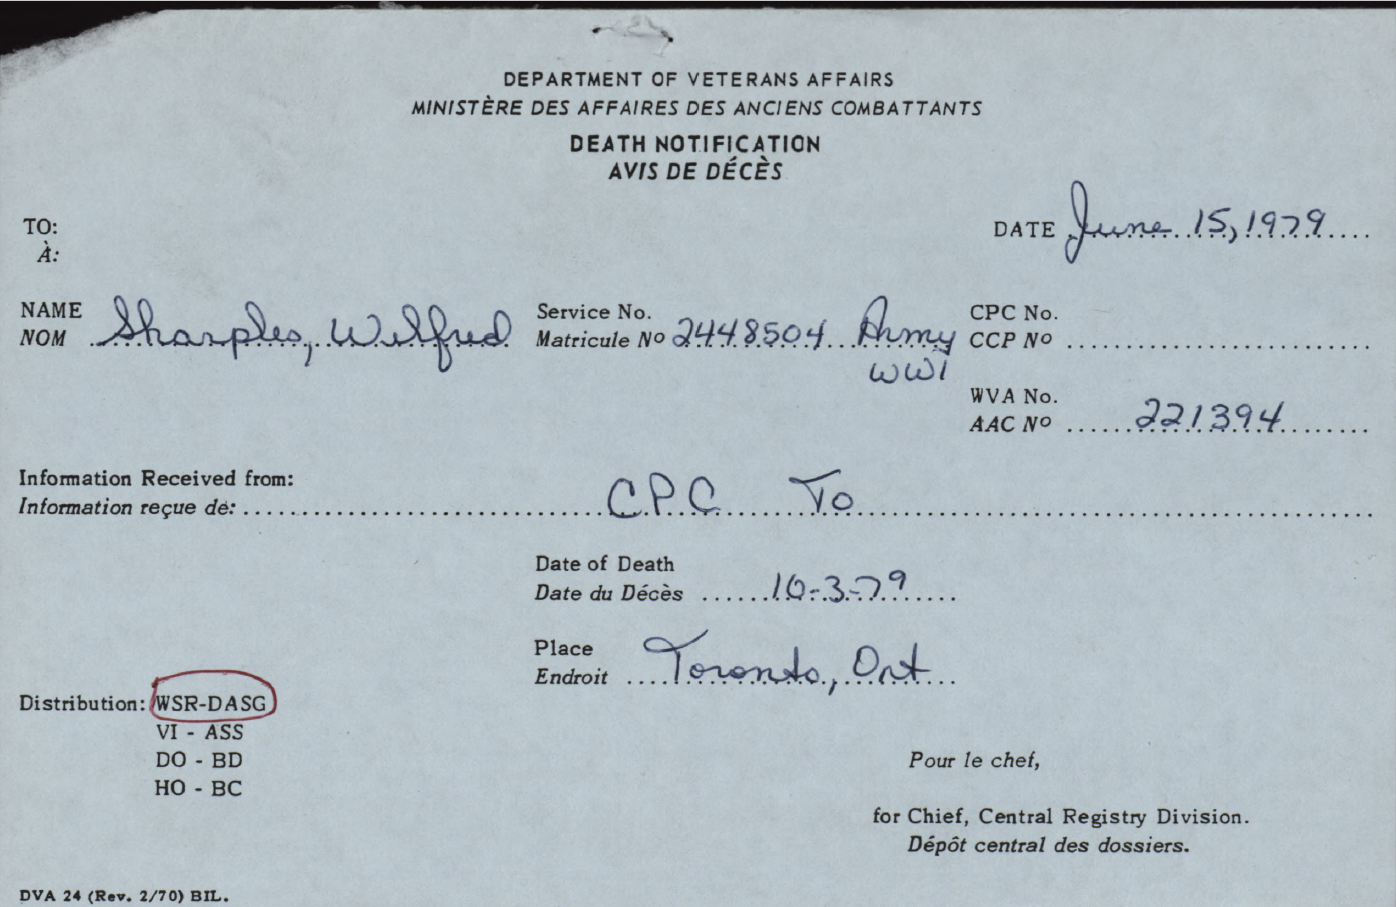 DEPARTMENT OF VETERANS AFFAIRS
MINISTÈRE DES AFFAIRES DES ANCIENS COMBATTANTS
DEATH NOTIFICATION
AVIS DE DÉCÈS
TO:
À:
DATE June 15, 1979
NAME
NOM Sharples, Wilfred
Service No.
Matricule No 2448504 Army
WWI
CPC No.
CCP No
WVA No.
AAC No 221394
Information Received from:
Information reçue de: CPC To
Date of Death
Date du Décès 10-3-79
Place
Endroit Toronto, Ont
Distribution: WSR-DASG
VI - ASS
DO - BD
HO - BC
Pour le chef,
for Chief, Central Registry Division.
Dépôt central des dossiers.
DVA 24 (Rev. 2/70) BIL.